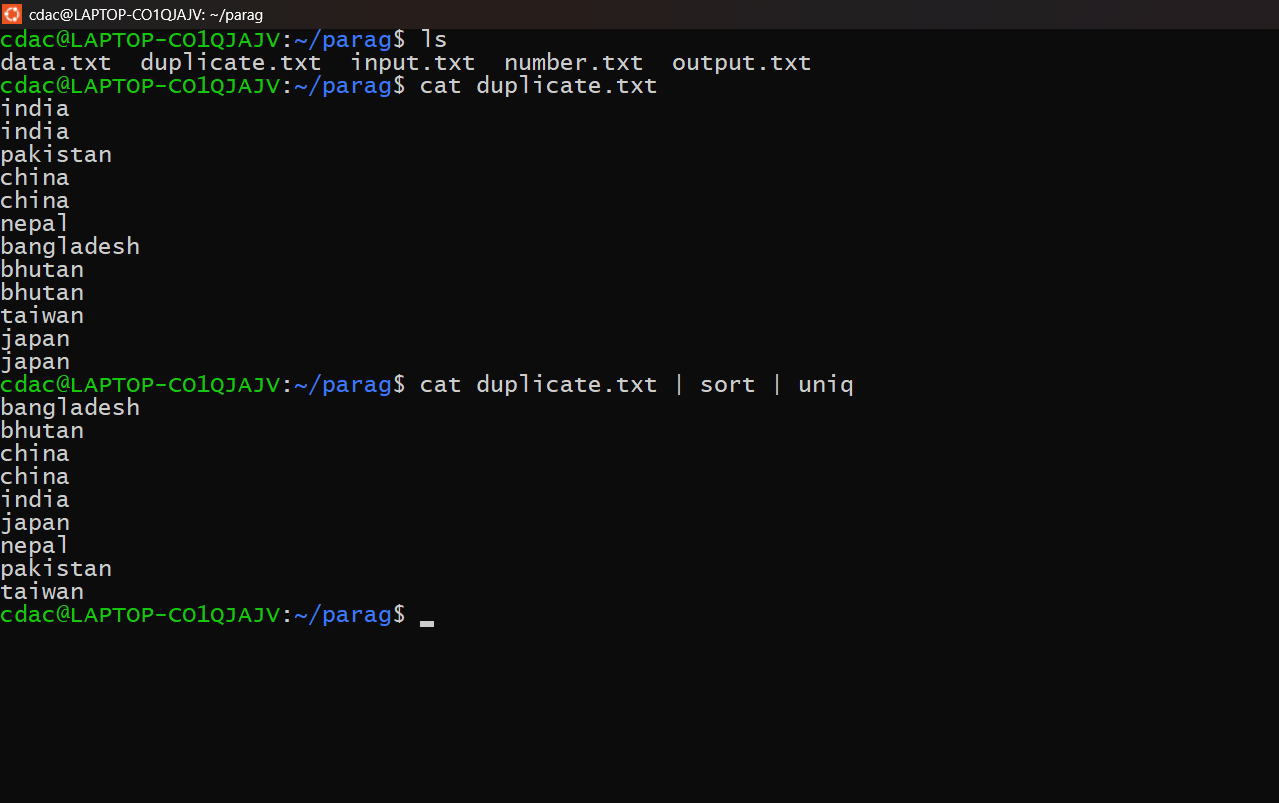 cdac@LAPTOP-CO1QJAJV: ~/parag
cdac@LAPTOP-CO1QJAJV:~/parag$ ls
data.txt  duplicate.txt  input.txt  number.txt  output.txt
cdac@LAPTOP-CO1QJAJV:~/parag$ cat duplicate.txt
india
india
pakistan
china
china
nepal
bangladesh
bhutan
bhutan
taiwan
japan
japan
cdac@LAPTOP-CO1QJAJV:~/parag$ cat duplicate.txt | sort | uniq
bangladesh
bhutan
china
china
india
japan
nepal
pakistan
taiwan
cdac@LAPTOP-CO1QJAJV:~/parag$